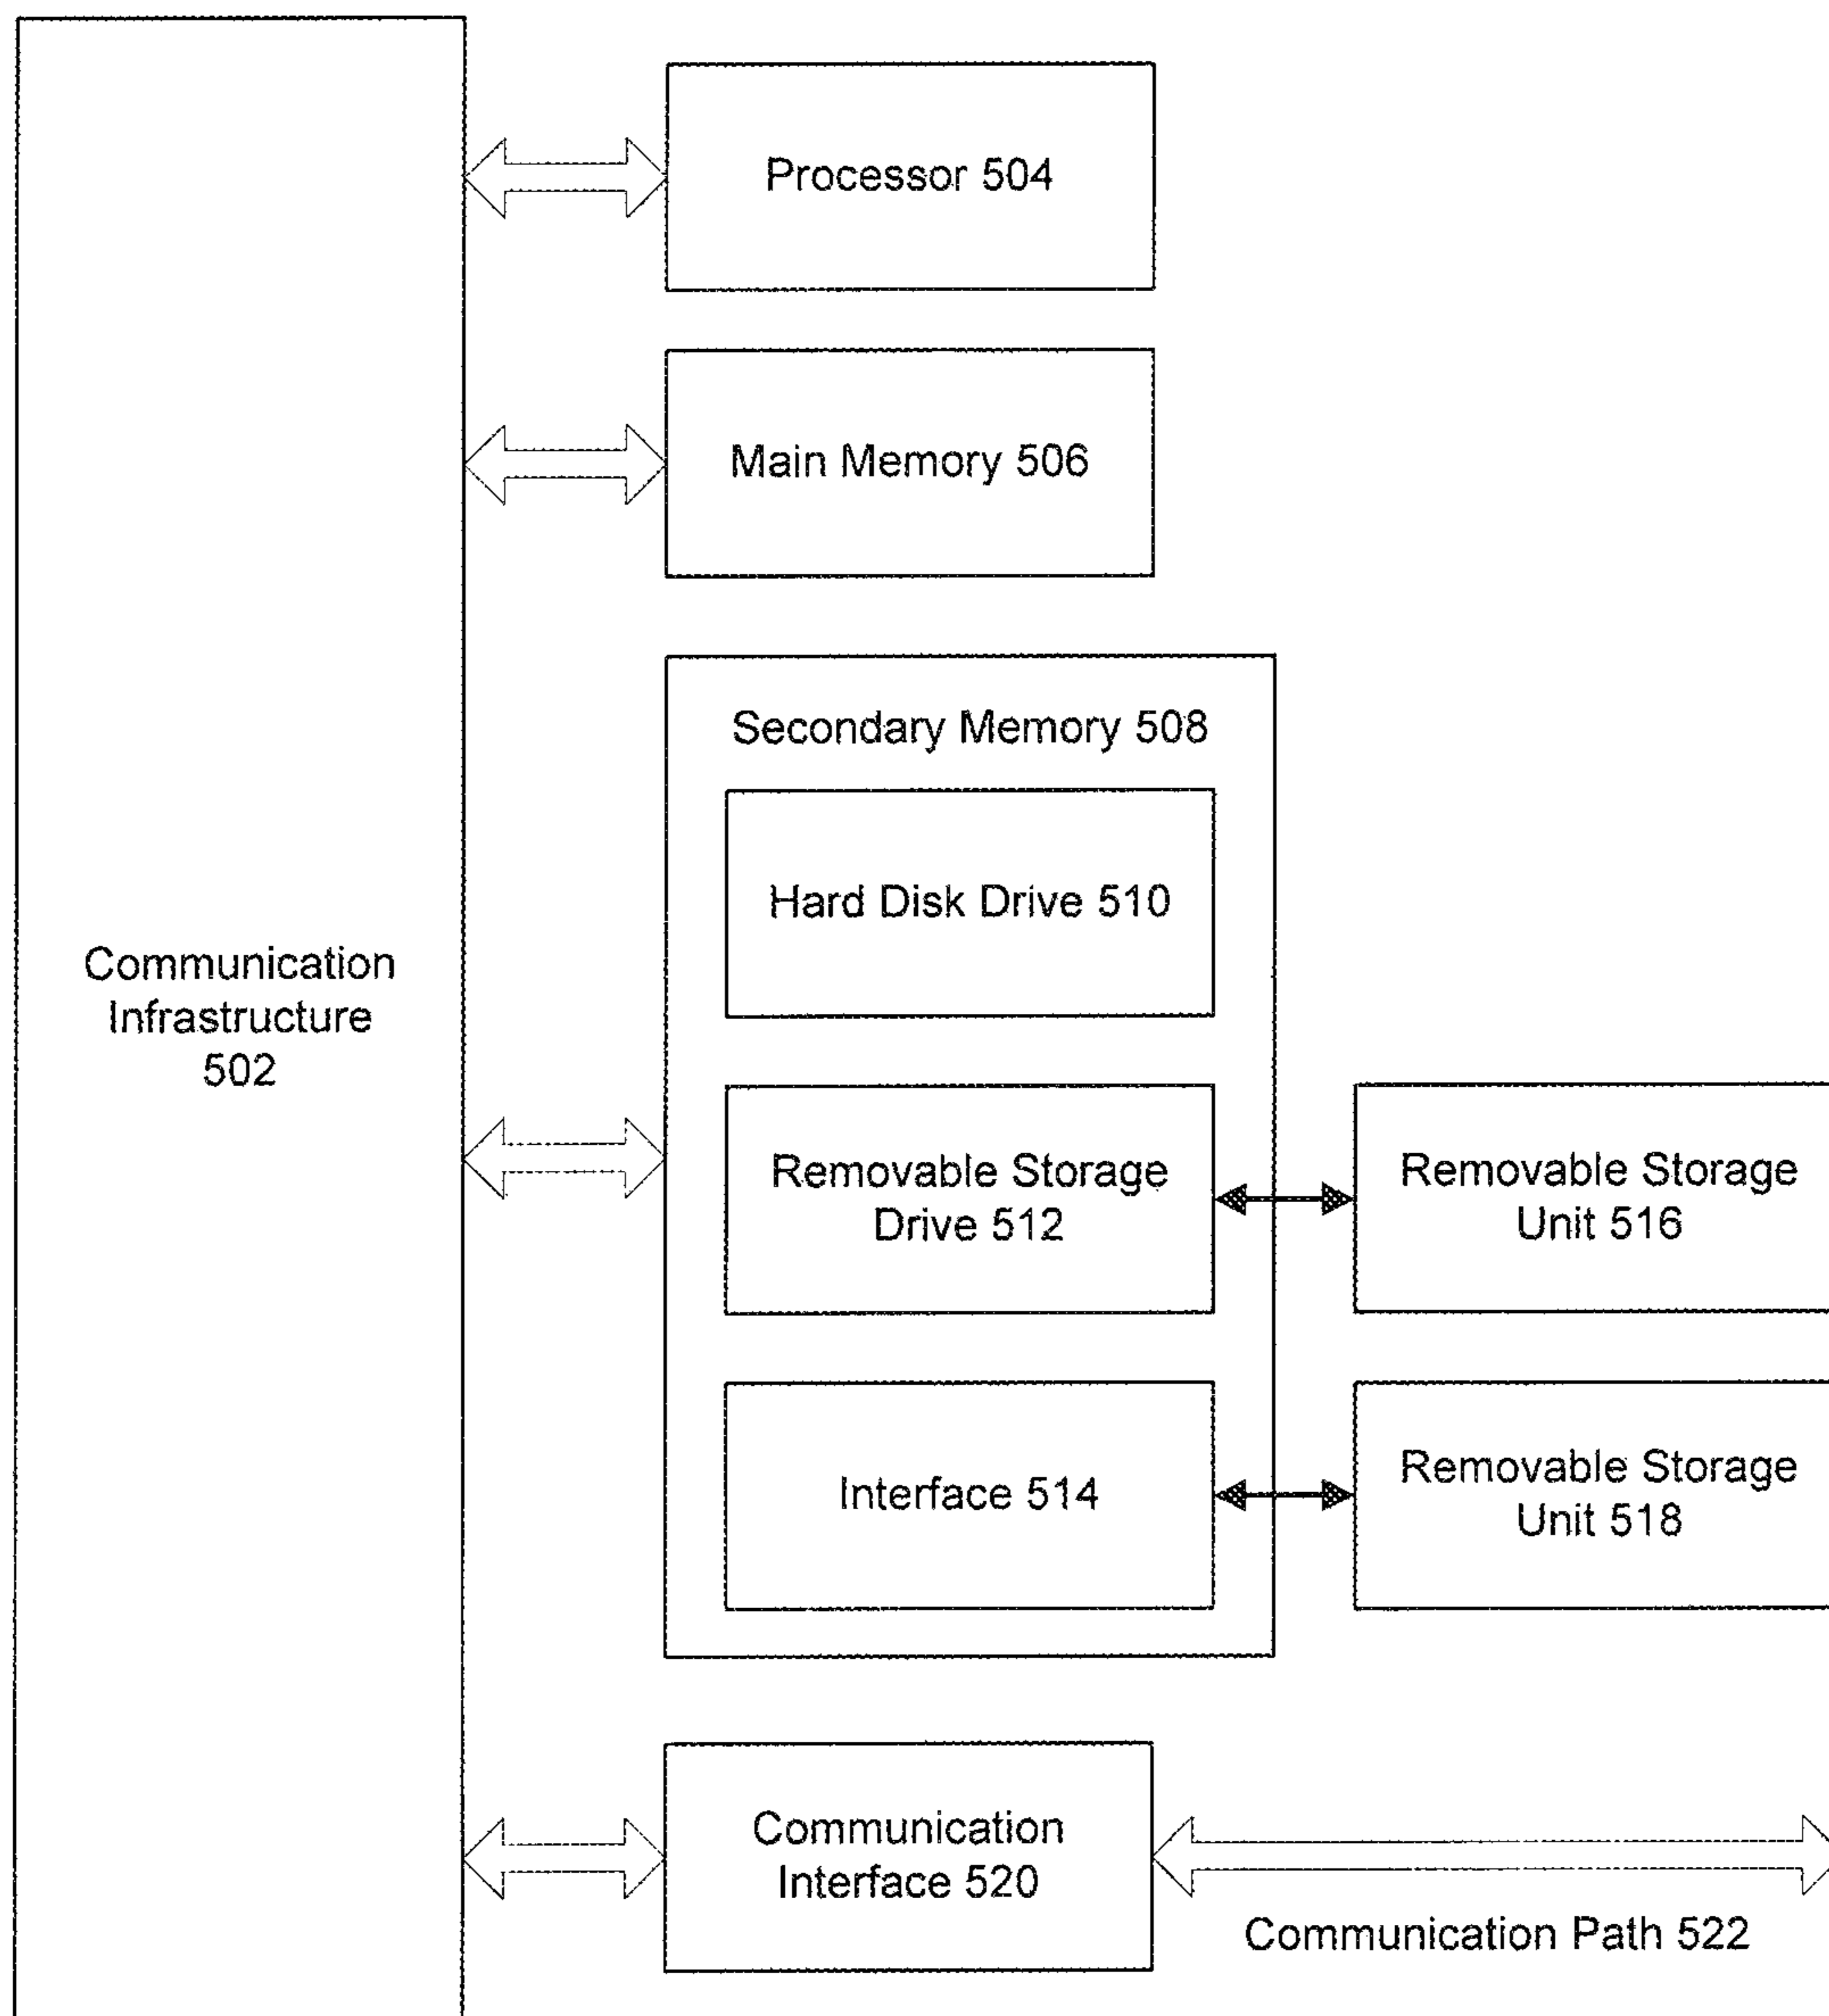 Processor 504
Main Memory 506
Secondary Memory 508
Hard Disk Drive 510
Communication
Infrastructure
502
Removable Storage
Drive 512
Removable Storage
Unit 516
Interface 514
Removable Storage
Unit 518
Communication
Interface 520
Communication Path 522